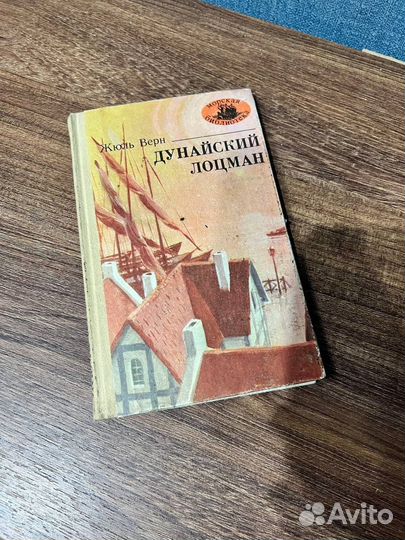 МОРСКАЯ
БИБЛИОТЕКА
Жюль Верн
ДУНАЙСКИЙ
ЛОЦМАН
Avito